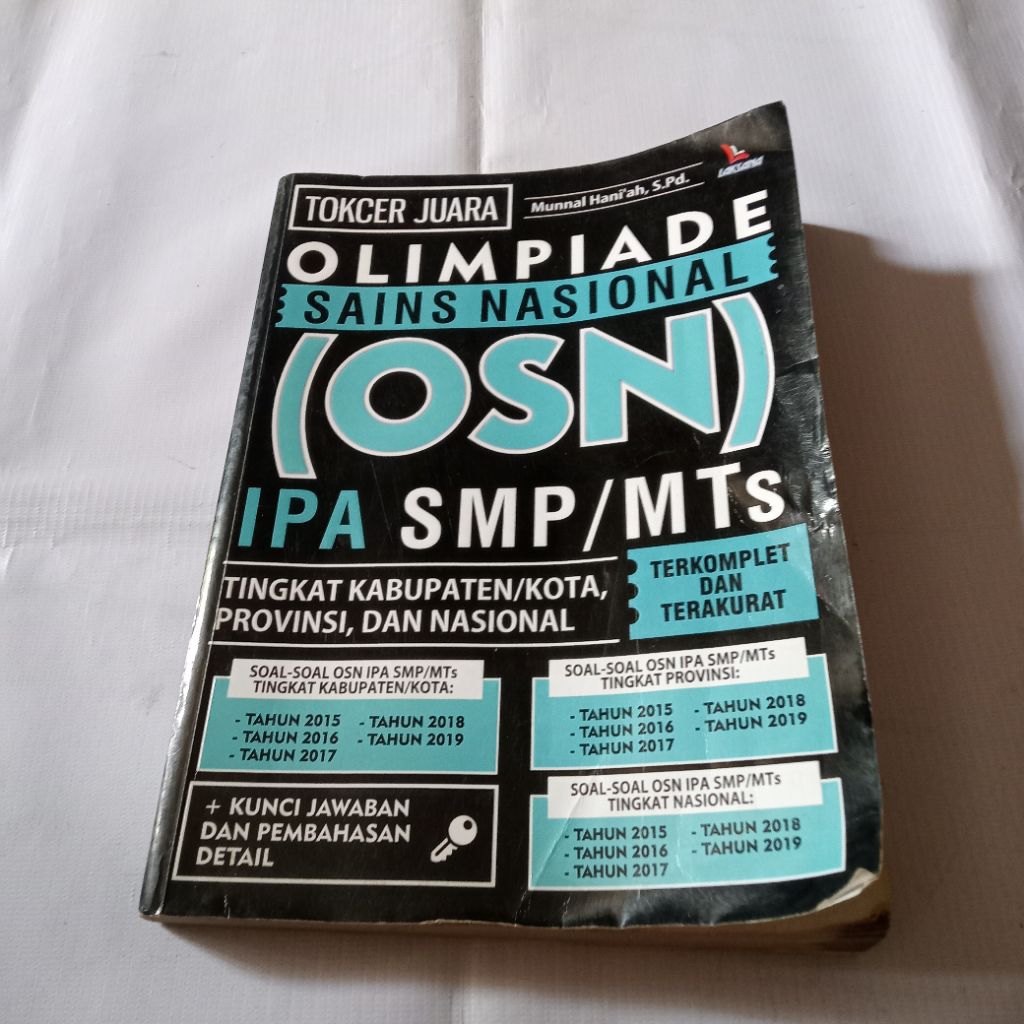 TOKCER JUARA
Munnal Hani'ah, S.Pd.
LAKSANA
OLIMPIADE
SAINS NASIONAL
(OSN)
IPA SMP/MTs
TINGKAT KABUPATEN/KOTA,
PROVINSI, DAN NASIONAL
TERKOMPLET
DAN
TERAKURAT
SOAL-SOAL OSN IPA SMP/MTs
TINGKAT KABUPATEN/KOTA:
- TAHUN 2015
- TAHUN 2016
- TAHUN 2017
- TAHUN 2018
- TAHUN 2019
SOAL-SOAL OSN IPA SMP/MTs
TINGKAT PROVINSI:
- TAHUN 2015
- TAHUN 2016
- TAHUN 2017
- TAHUN 2018
- TAHUN 2019
+ KUNCI JAWABAN
DAN PEMBAHASAN
DETAIL
SOAL-SOAL OSN IPA SMP/MTs
TINGKAT NASIONAL:
- TAHUN 2015
- TAHUN 2016
- TAHUN 2017
- TAHUN 2018
- TAHUN 2019